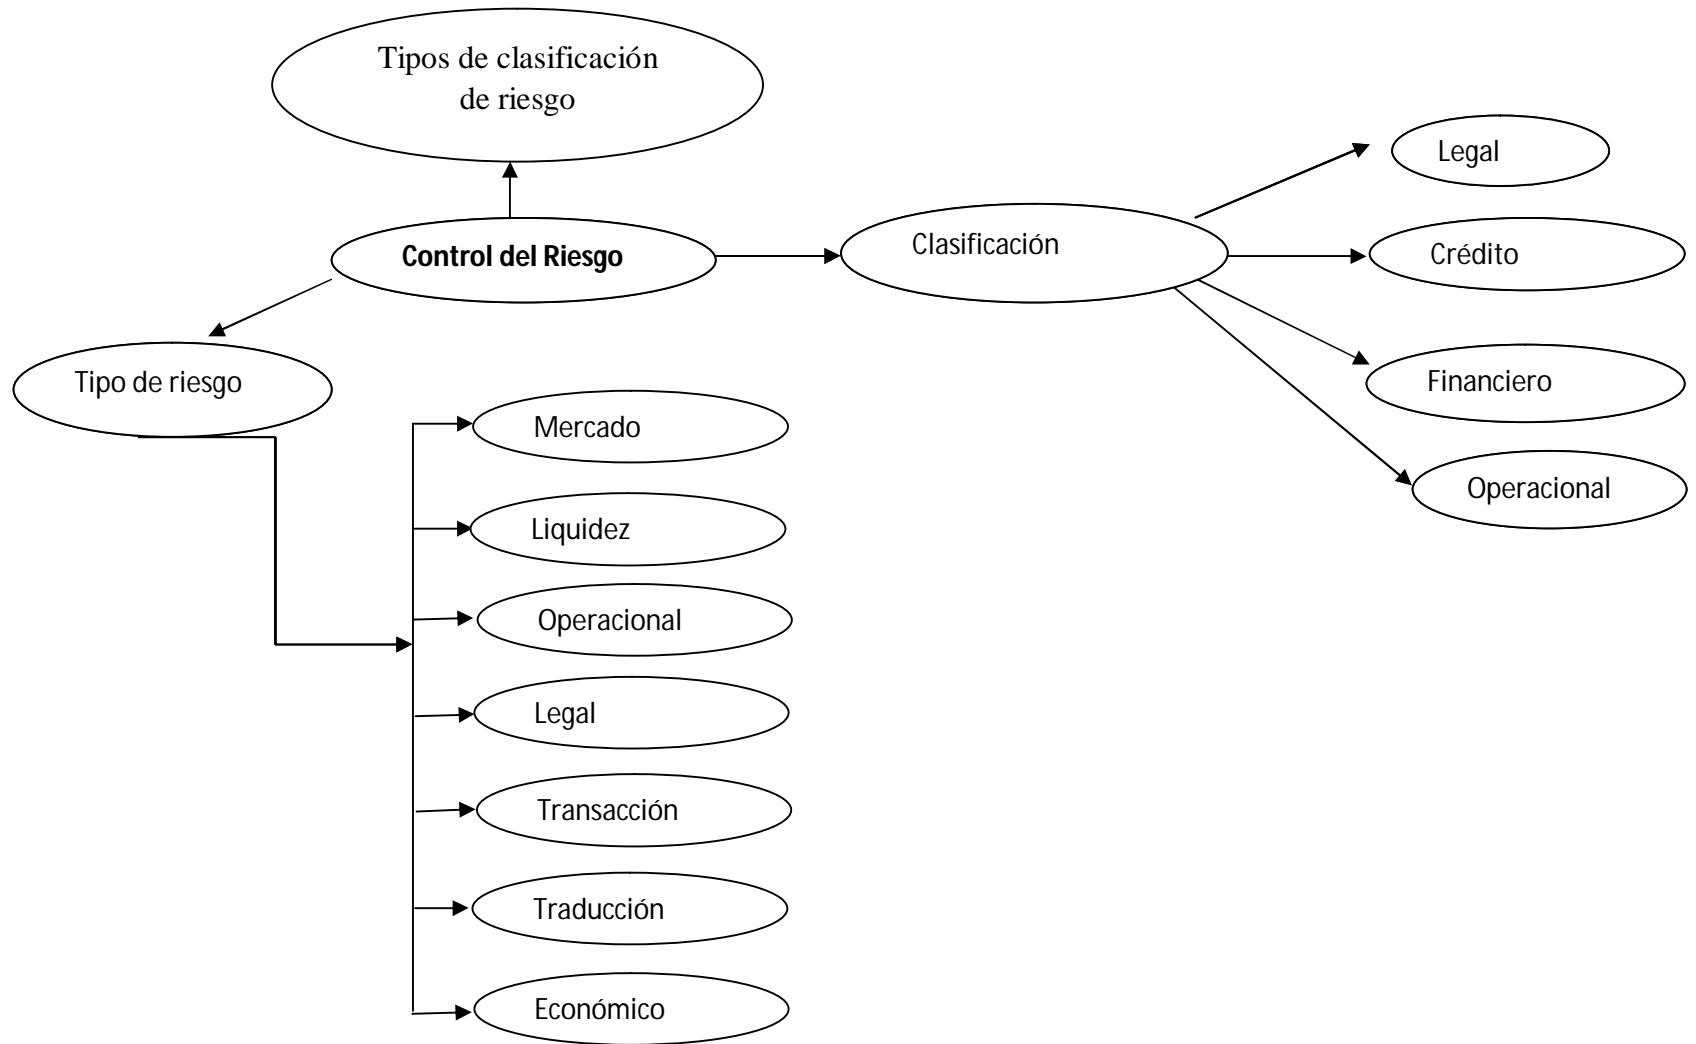 Tipos de clasificación
de riesgo
Control del Riesgo
Clasificación
Legal
Crédito
Financiero
Operacional
Tipo de riesgo
Mercado
Liquidez
Operacional
Legal
Transacción
Traducción
Económico